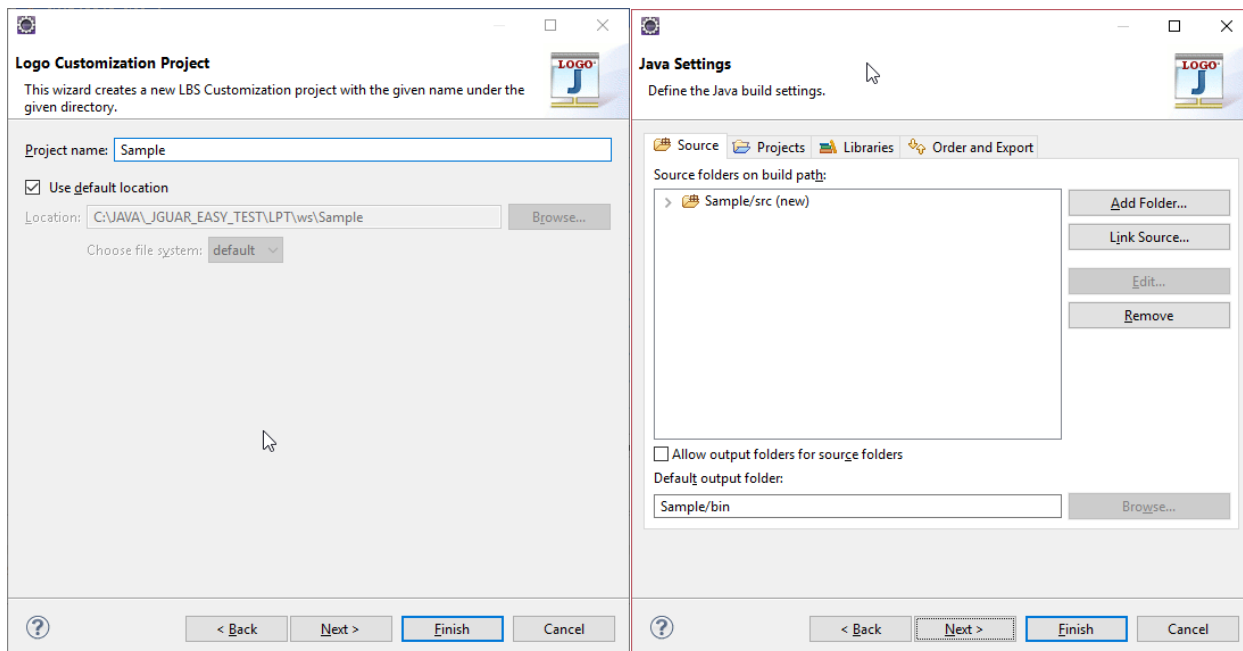 Logo Customization Project
This wizard creates a new LBS Customization project with the given name under the
given directory.
LOGO
J
Project name: Sample
Use default location
Location: C:\JAVA\_JGUAR_EASY_TEST\LPT\ws\Sample Browse...
Choose file system: default
? < Back Next > Finish Cancel
Java Settings
Define the Java build settings.
LOGO
J
Source Projects Libraries Order and Export
Source folders on build path:
Sample/src (new)
Add Folder...
Link Source...
Edit...
Remove
Allow output folders for source folders
Default output folder:
Sample/bin Browse...
? < Back Next > Finish Cancel